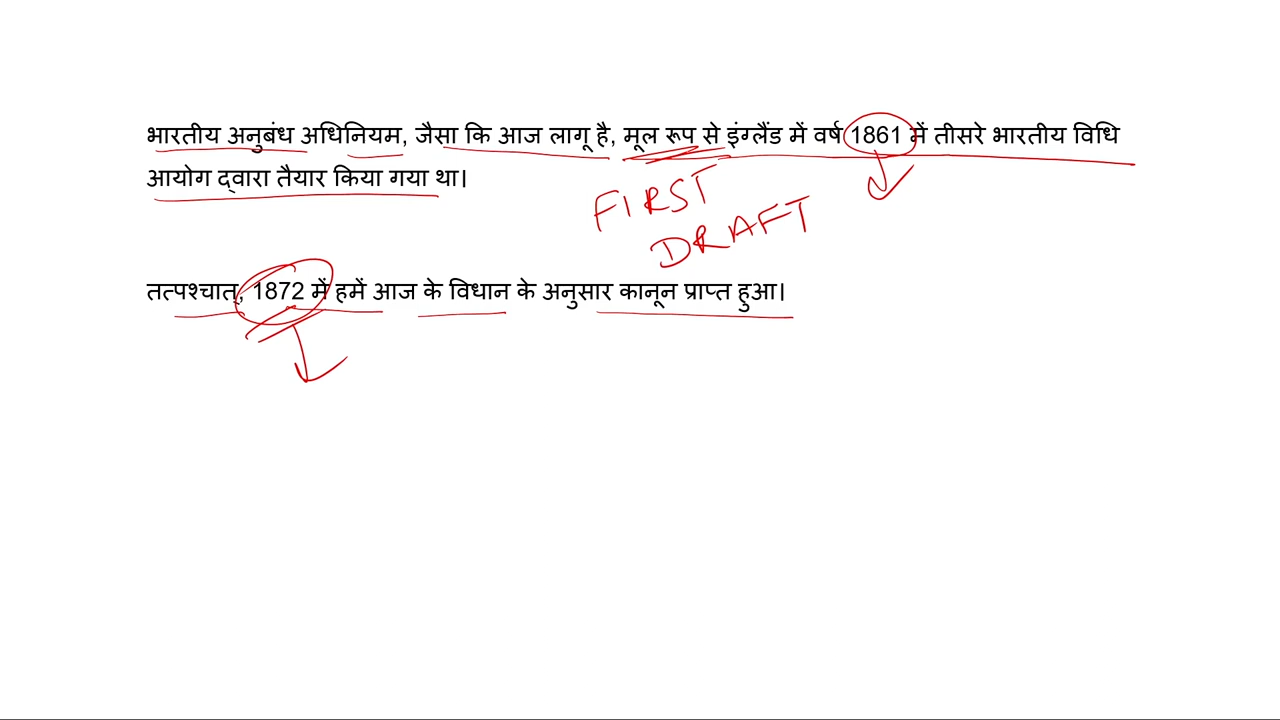 भारतीय अनुबंध अधिनियम, जैसा कि आज लागू है, मूल रूप से इंग्लैंड में वर्ष 1861 में तीसरे भारतीय विधि
आयोग द्वारा तैयार किया गया था।
FIRST
DRAFT
तत्पश्चात, 1872 में हमें आज के विधान के अनुसार कानून प्राप्त हुआ।